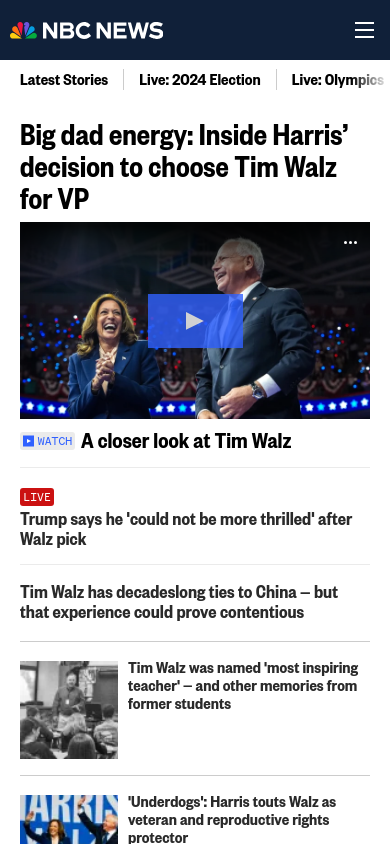 NBC NEWS
Latest Stories Live: 2024 Election Live: Olympics
Big dad energy: Inside Harris’
decision to choose Tim Walz
for VP
WATCH A closer look at Tim Walz
LIVE
Trump says he 'could not be more thrilled' after
Walz pick
Tim Walz has decadeslong ties to China — but
that experience could prove contentious
Tim Walz was named 'most inspiring
teacher' — and other memories from
former students
'Underdogs': Harris touts Walz as
veteran and reproductive rights
protector